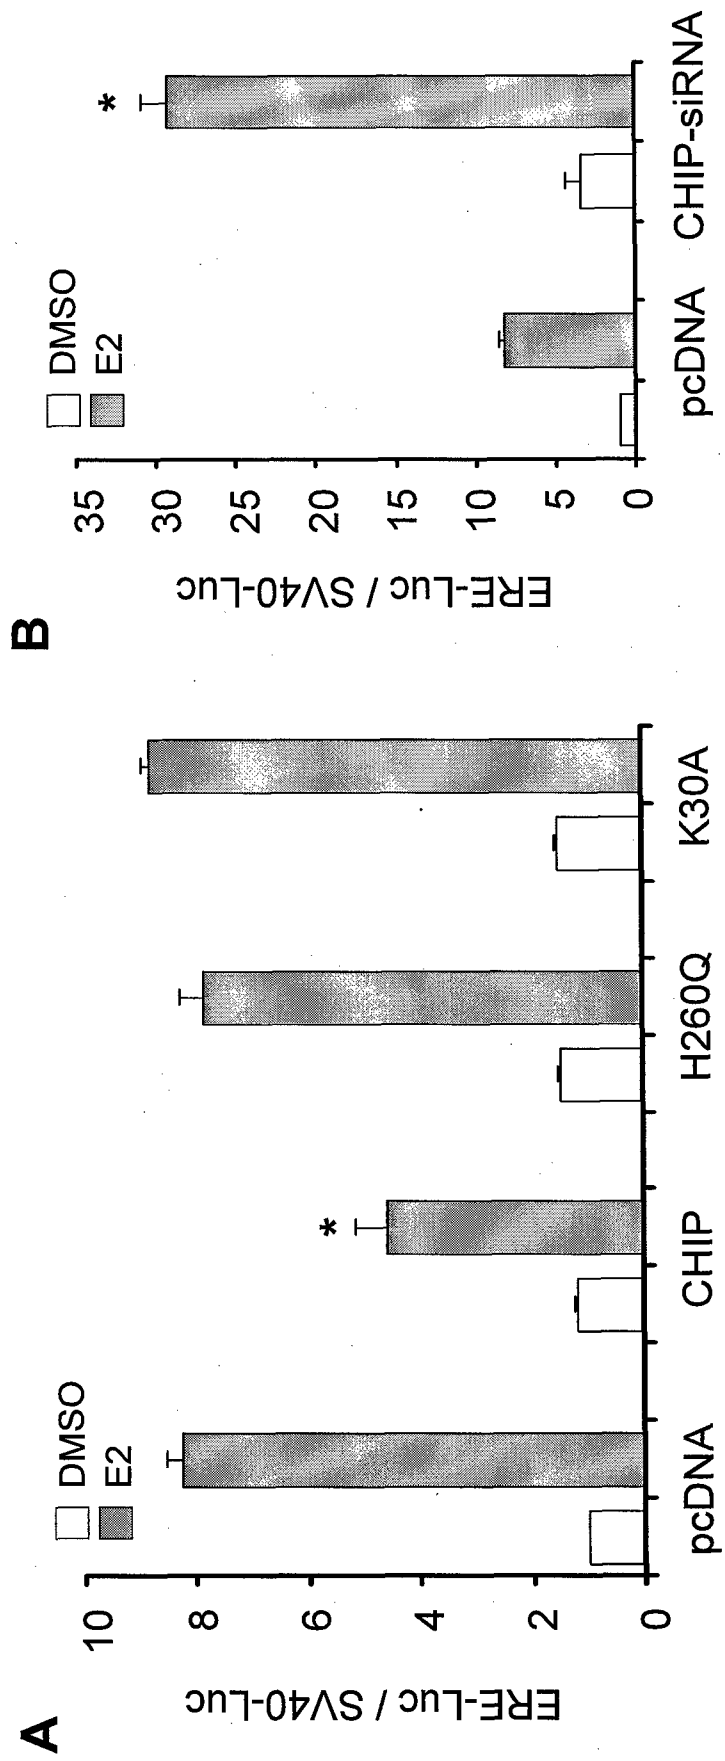 A
DMSO
E2
ERE-Luc / SV40-Luc
10
8
6
4
2
0
*
pcDNA CHIP H260Q K30A
B
DMSO
E2
ERE-Luc / SV40-Luc
35
30
25
20
15
10
5
0
*
pcDNA CHIP-siRNA